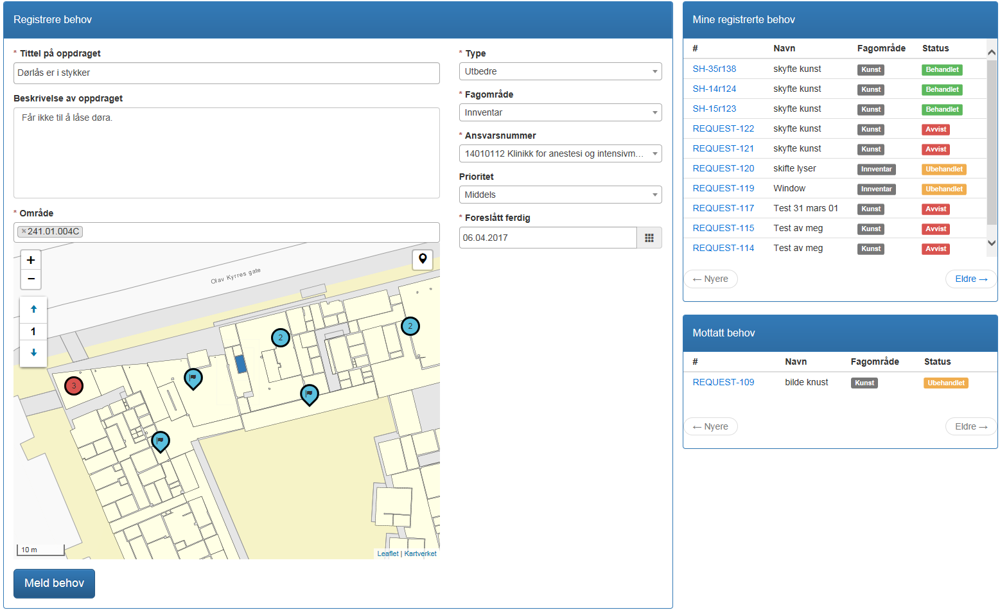 Registrere behov
* Tittel på oppdraget
Dørlås er i stykker
Beskrivelse av oppdraget
Får ikke til å låse døra.
* Område
×241.01.004C
+
−
1
Olav Kyrres gate
2
2
3
10 m
Leaflet | Kartverket
Meld behov
* Type
Utbedre
* Fagområde
Innventar
* Ansvarsnummer
14010112 Klinikk for anestesi og intensivm...
Prioritet
Middels
* Foreslått ferdig
06.04.2017
Mine registrerte behov
# Navn Fagområde Status
SH-35r138 skyfte kunst Kunst Behandlet
SH-14r124 skyfte kunst Kunst Behandlet
SH-15r123 skyfte kunst Kunst Behandlet
REQUEST-122 skyfte kunst Kunst Avvist
REQUEST-121 skyfte kunst Kunst Avvist
REQUEST-120 skifte lyser Innventar Ubehandlet
REQUEST-119 Window Innventar Ubehandlet
REQUEST-117 Test 31 mars 01 Kunst Avvist
REQUEST-115 Test av meg Kunst Avvist
REQUEST-114 Test av meg Kunst Avvist
← Nyere Eldre →
Mottatt behov
# Navn Fagområde Status
REQUEST-109 bilde knust Kunst Ubehandlet
← Nyere Eldre →